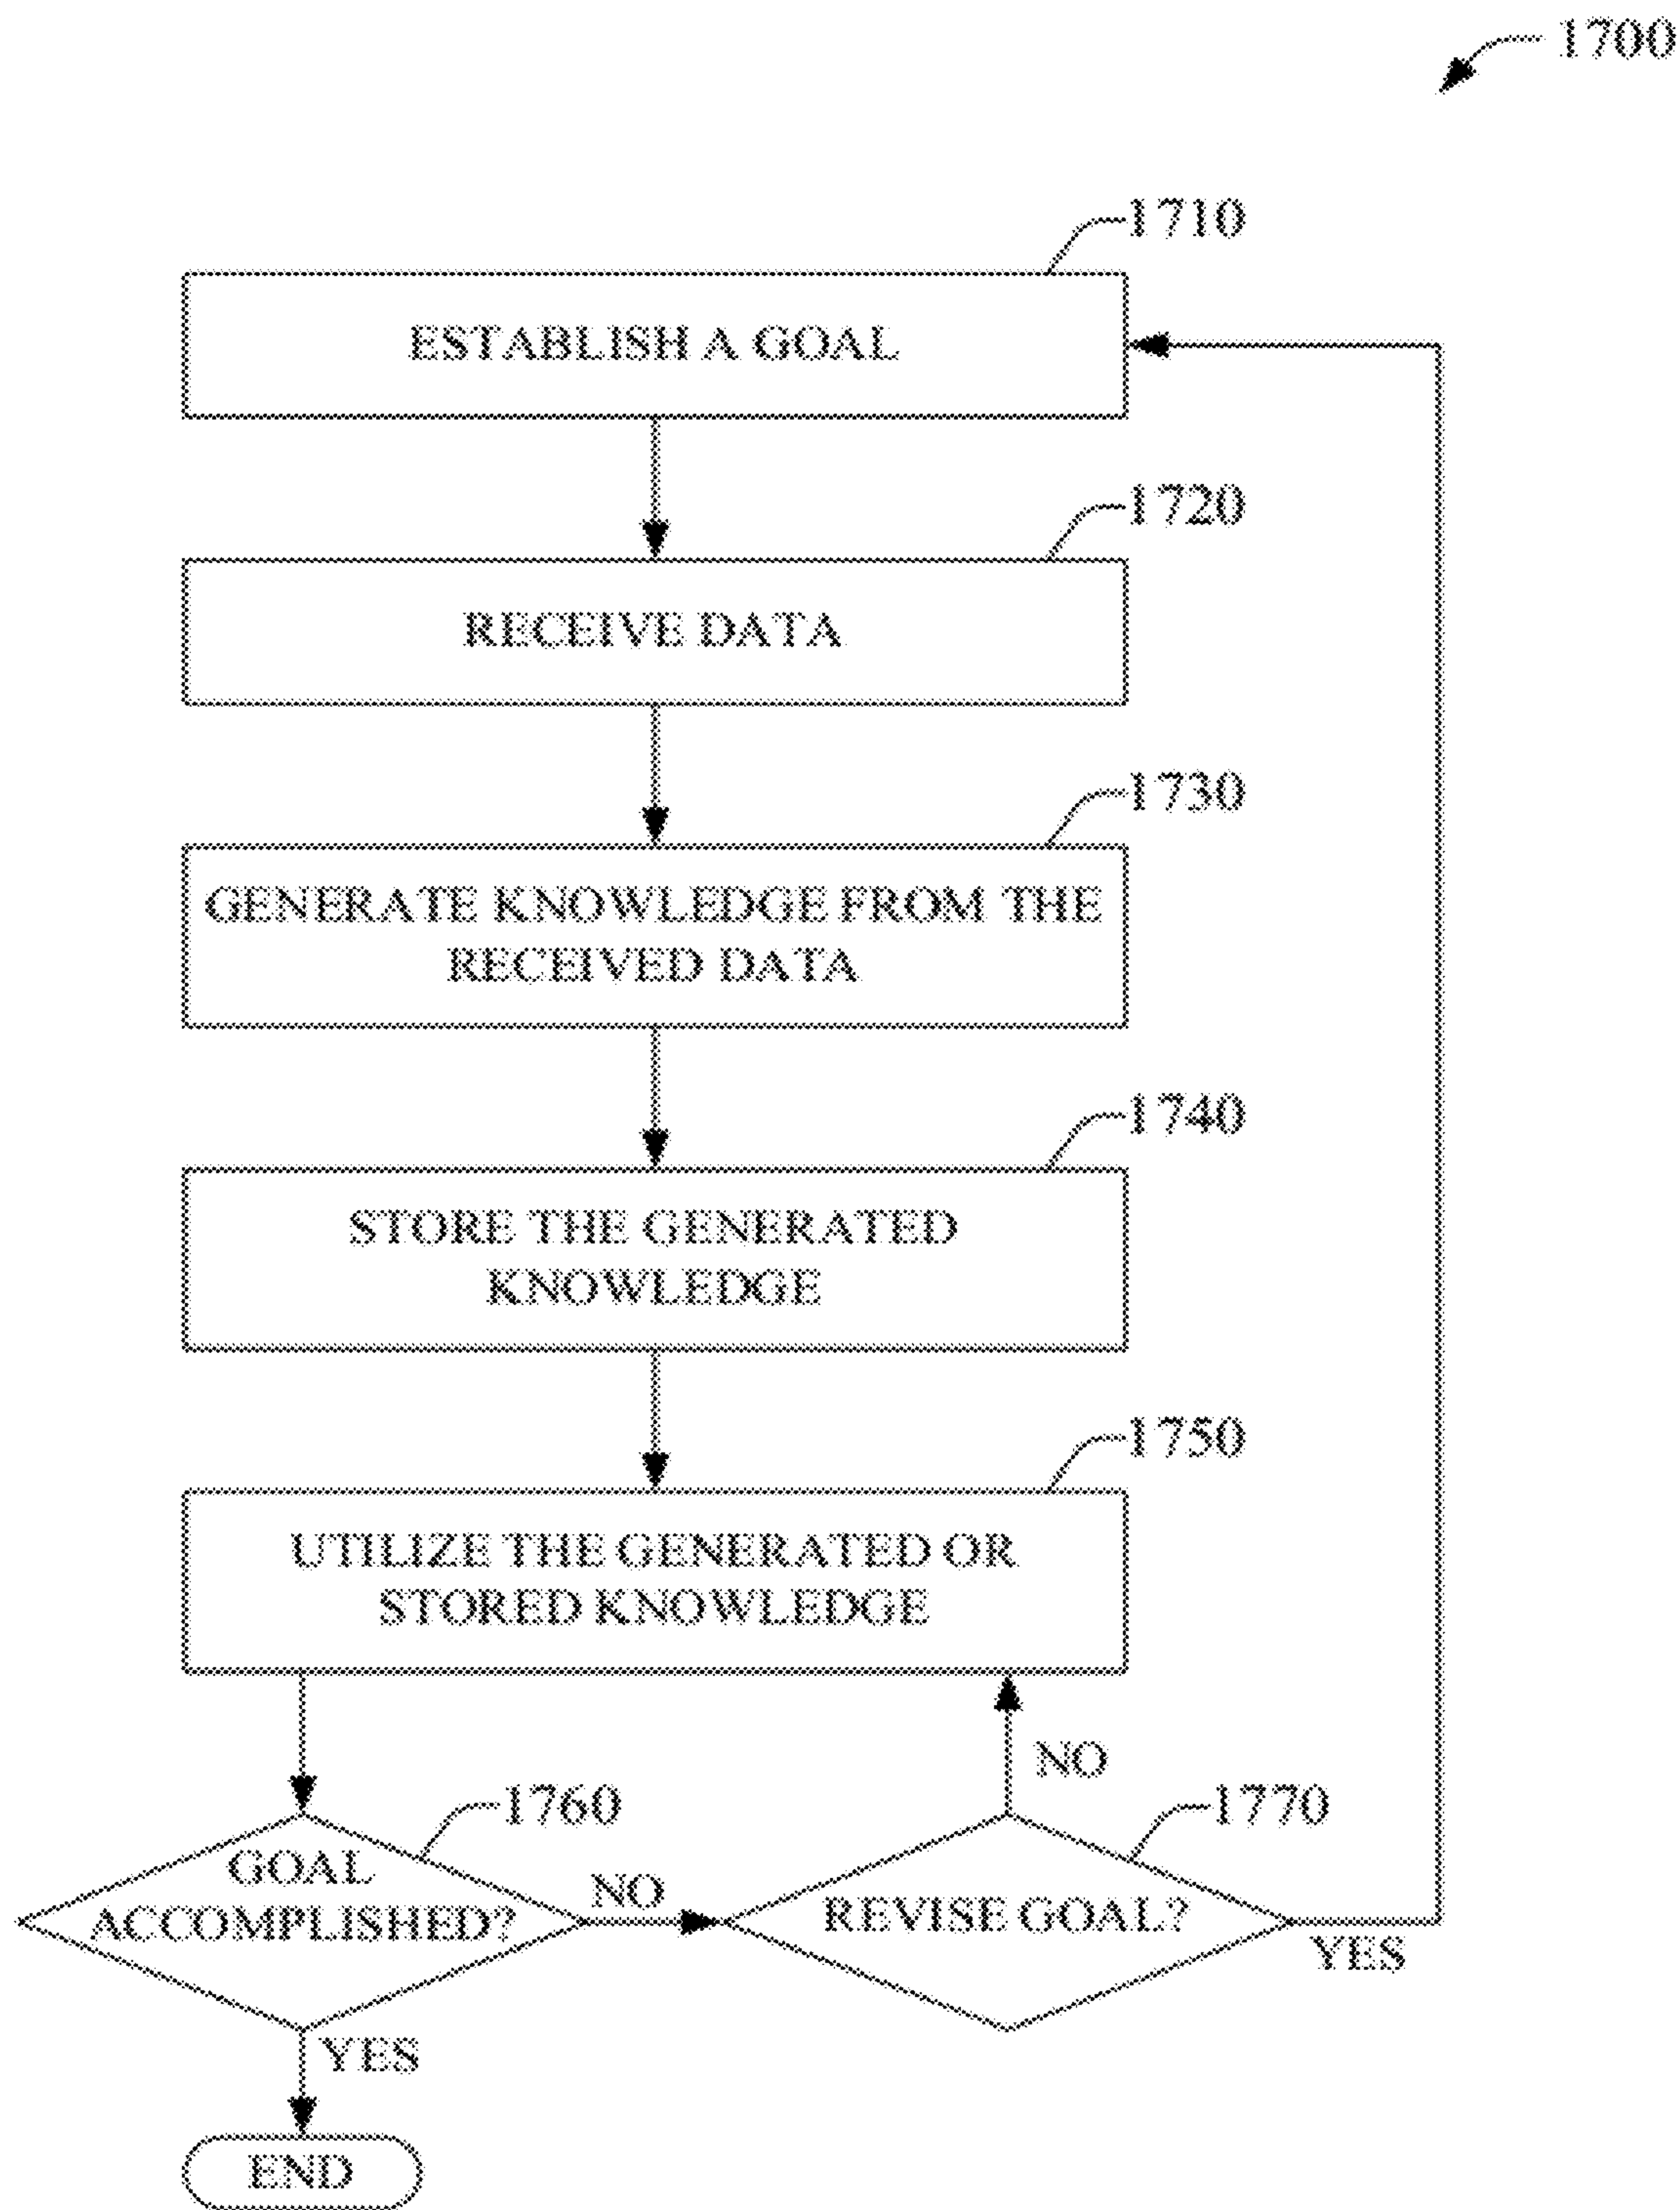 1700
1710
ESTABLISH A GOAL
1720
RECEIVE DATA
1730
GENERATE KNOWLEDGE FROM THE
RECEIVED DATA
1740
STORE THE GENERATED
KNOWLEDGE
1750
UTILIZE THE GENERATED OR
STORED KNOWLEDGE
NO
1760
1770
GOAL
ACCOMPLISHED?
NO
REVISE GOAL?
YES
YES
END